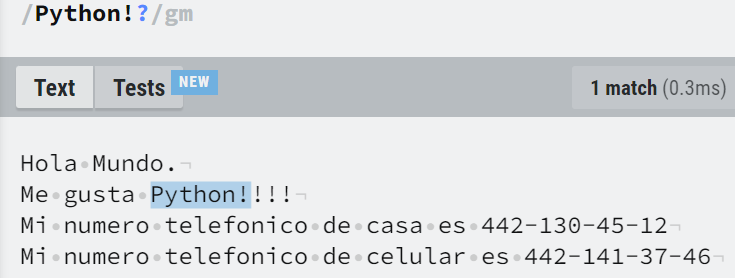 /Python!?/gm
Text Tests NEW 1 match (0.3ms)
Hola Mundo.
Me gusta Python!!!!
Mi numero telefonico de casa es 442-130-45-12
Mi numero telefonico de celular es 442-141-37-46